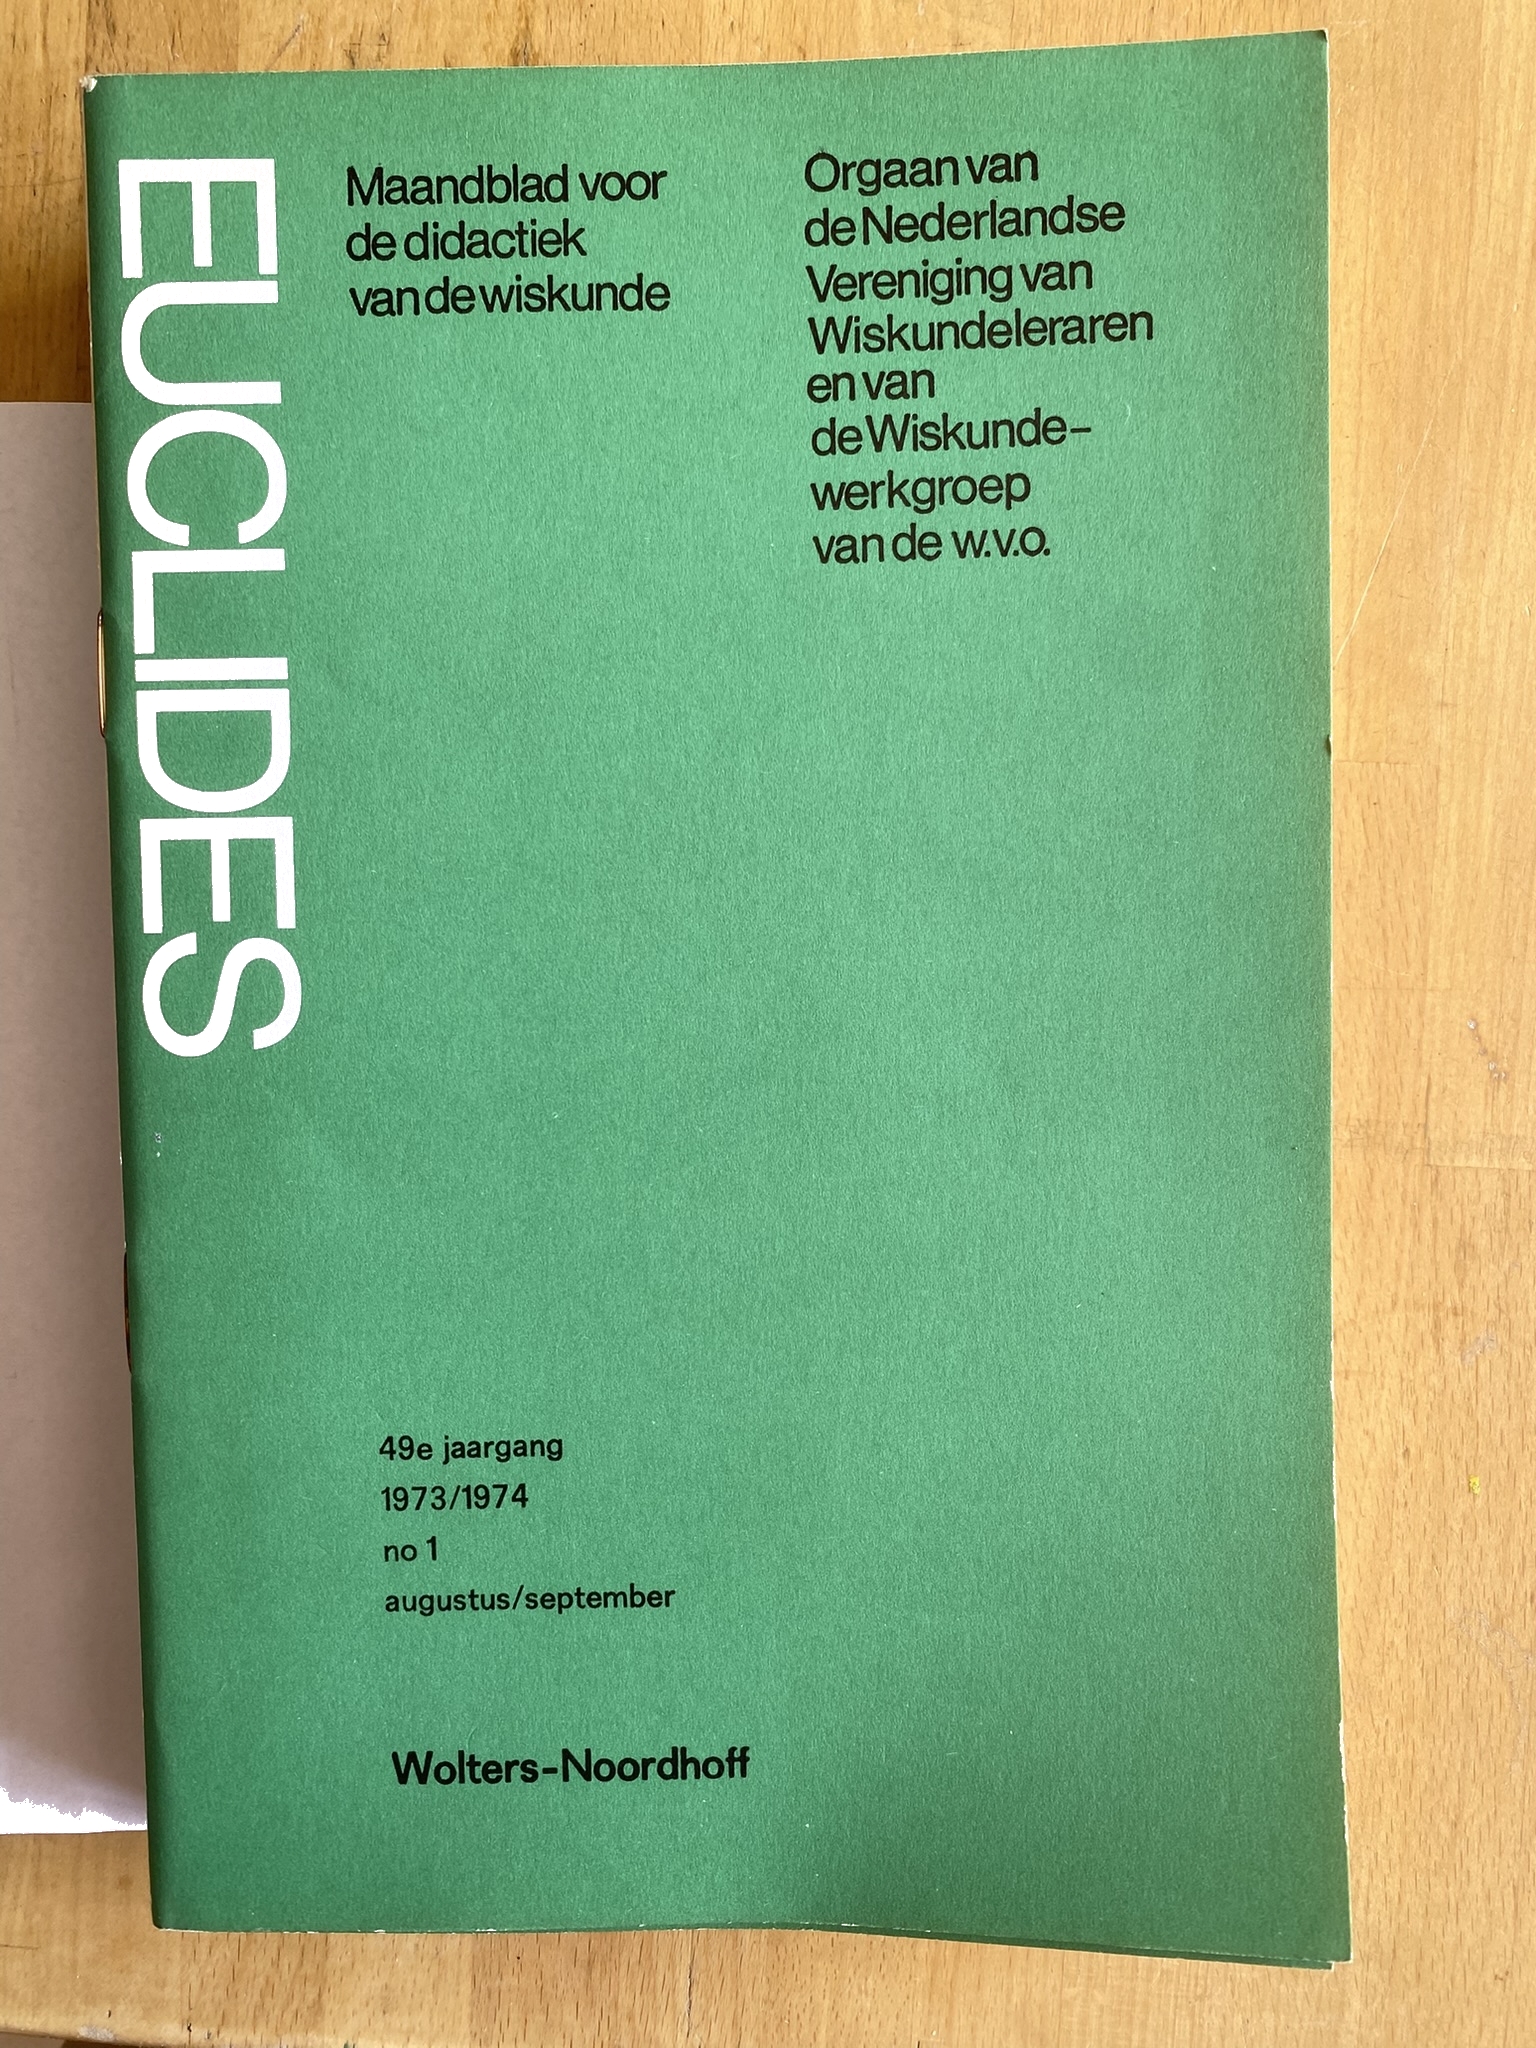 EUCLIDES
Maandblad voor
de didactiek
van de wiskunde
Orgaan van
de Nederlandse
Vereniging van
Wiskundeleraren
en van
de Wiskunde-
werkgroep
van de w.v.o.
49e jaargang
1973/1974
no 1
augustus/september
Wolters-Noordhoff